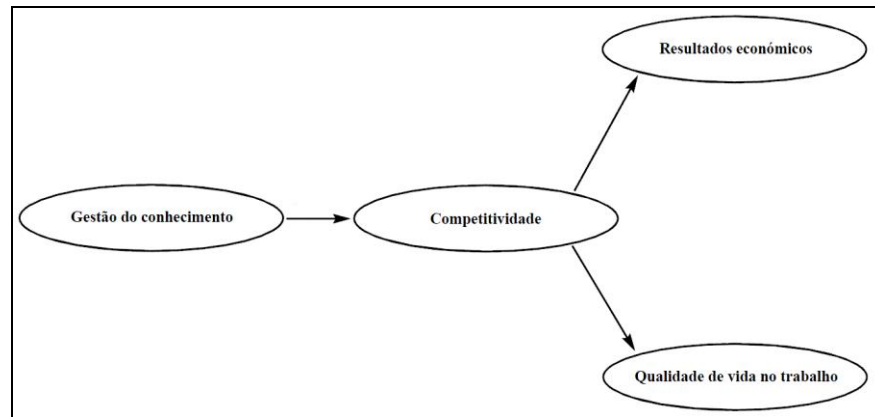 Resultados económicos
Gestão do conhecimento
Competitividade
Qualidade de vida no trabalho